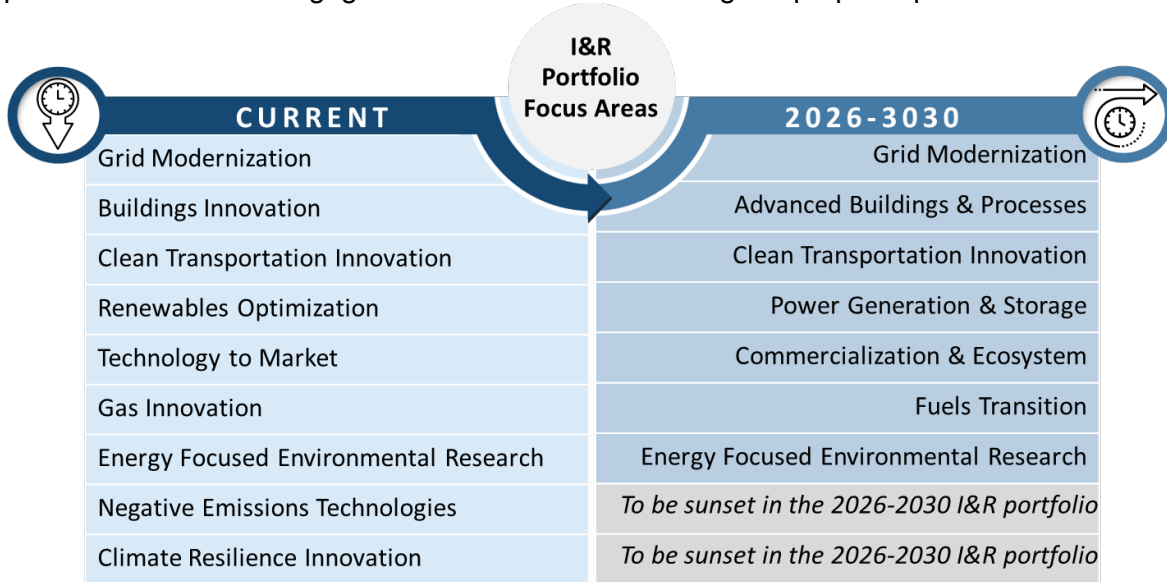 I&R
Portfolio
Focus Areas
CURRENT
2026-3030
Grid Modernization
Grid Modernization
Buildings Innovation
Advanced Buildings & Processes
Clean Transportation Innovation
Clean Transportation Innovation
Renewables Optimization
Power Generation & Storage
Technology to Market
Commercialization & Ecosystem
Gas Innovation
Fuels Transition
Energy Focused Environmental Research
Energy Focused Environmental Research
Negative Emissions Technologies
To be sunset in the 2026-2030 I&R portfolio
Climate Resilience Innovation
To be sunset in the 2026-2030 I&R portfolio